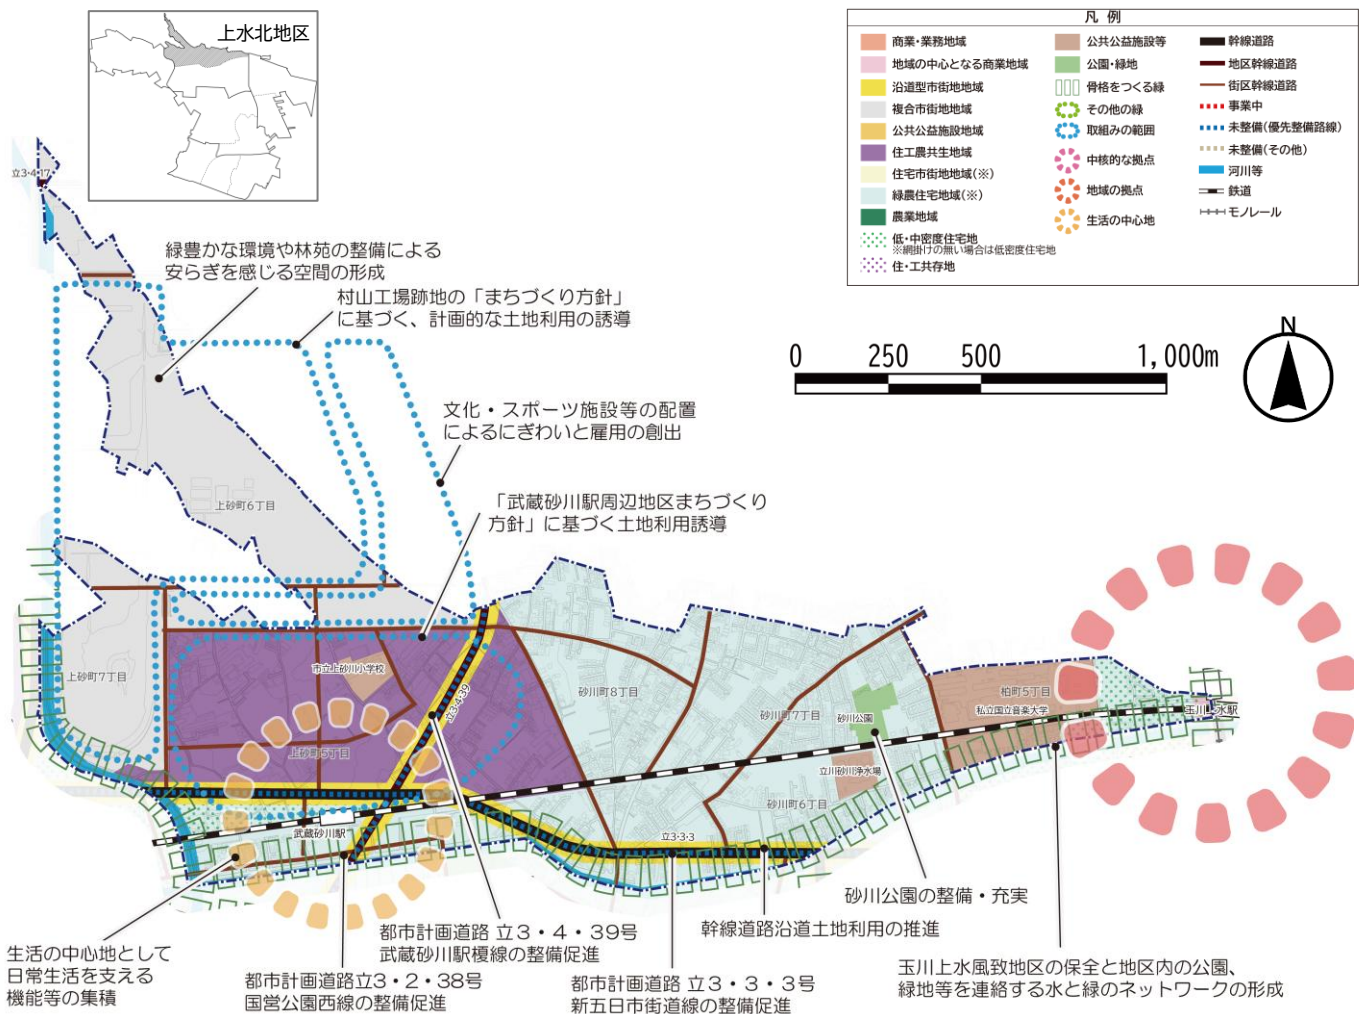 上水北地区
凡 例
商業・業務地域
地域の中心となる商業地域
沿道型市街地地域
複合市街地地域
公共公益施設地域
住工農共生地域
住宅市街地地域(※)
緑農住宅地域(※)
農業地域
低・中密度住宅地
※網掛けの無い場合は低密度住宅地
住・工共存地
公共公益施設等
公園・緑地
骨格をつくる緑
その他の緑
取組みの範囲
中核的な拠点
地域の拠点
生活の中心地
幹線道路
地区幹線道路
街区幹線道路
事業中
未整備(優先整備路線)
未整備(その他)
河川等
鉄道
モノレール
立3・4・17
緑豊かな環境や林苑の整備による
安らぎを感じる空間の形成
村山工場跡地の「まちづくり方針」
に基づく、計画的な土地利用の誘導
0 250 500 1,000m
N
文化・スポーツ施設等の配置
によるにぎわいと雇用の創出
「武蔵砂川駅周辺地区まちづくり
方針」に基づく土地利用誘導
上砂町6丁目
上砂町7丁目
市立上砂川小学校
上砂町5丁目
立3・4・39
砂川町8丁目
砂川町7丁目
砂川公園
柏町5丁目
私立国立音楽大学
玉川上水駅
立川砂川浄水場
砂川町6丁目
武蔵砂川駅
立3・3・3
砂川公園の整備・充実
幹線道路沿道土地利用の推進
都市計画道路 立3・4・39号
武蔵砂川駅榎線の整備促進
生活の中心地として
日常生活を支える
機能等の集積
都市計画道路立3・2・38号
国営公園西線の整備促進
都市計画道路 立3・3・3号
新五日市街道線の整備促進
玉川上水風致地区の保全と地区内の公園、
緑地等を連絡する水と緑のネットワークの形成